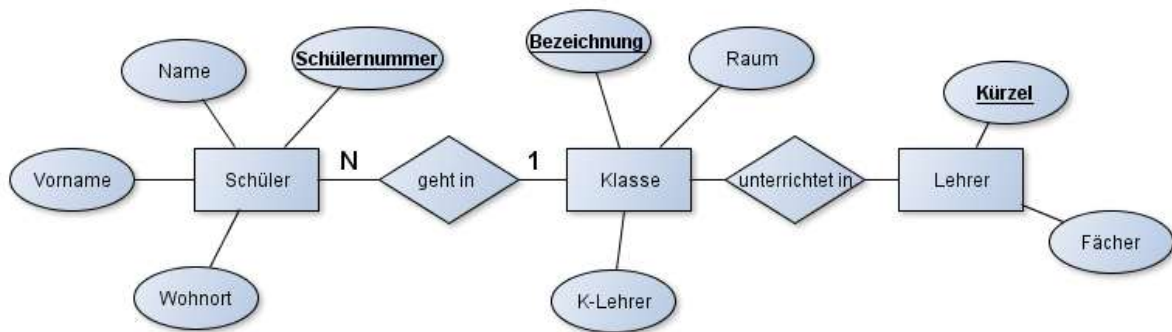 Name
Schülernummer
Vorname
Schüler
Wohnort
N
geht in
1
Bezeichnung
Raum
Klasse
K-Lehrer
unterrichtet in
Kürzel
Lehrer
Fächer